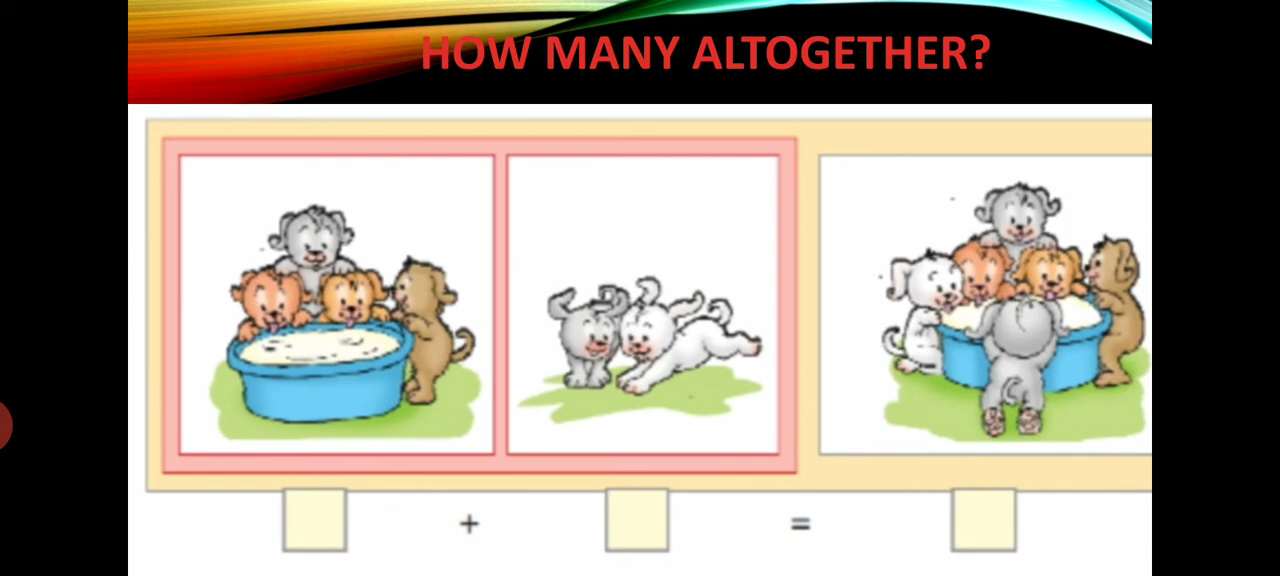 HOW MANY ALTOGETHER?
+ =